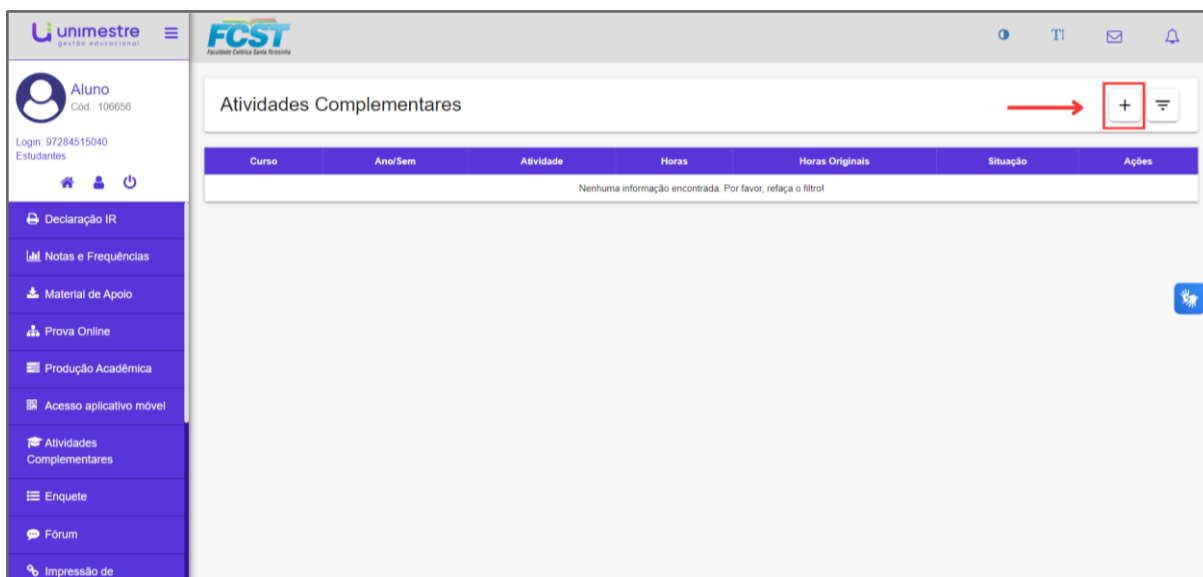 unimestre
gestão educacional
FCST
Faculdade Católica Santa Teresinha
TI
Aluno
Cód.: 106656
Login: 97284515040
Estudantes
Declaração IR
Notas e Frequências
Material de Apoio
Prova Online
Produção Acadêmica
Acesso aplicativo móvel
Atividades
Complementares
Enquete
Fórum
Impressão de
Atividades Complementares
+
Curso Ano/Sem Atividade Horas Horas Originais Situação Ações
Nenhuma informação encontrada. Por favor, refaça o filtro!